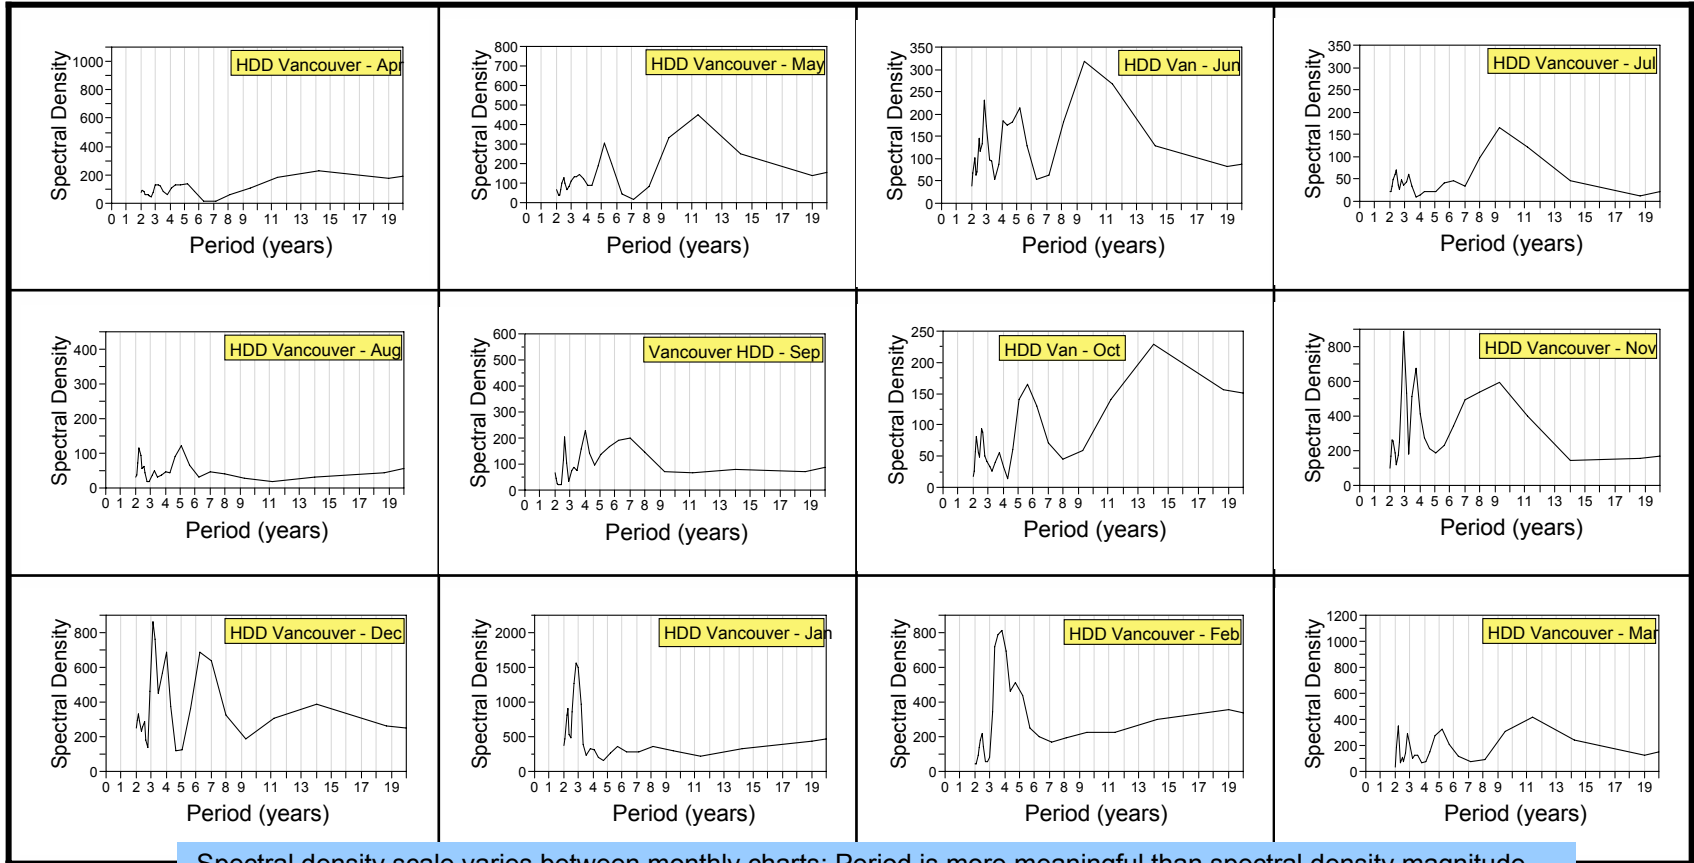 HDD Vancouver - Apr
Spectral Density
1000
800
600
400
200
0
0 1 2 3 4 5 6 7 8 9 11 13 15 17 19
Period (years)
HDD Vancouver - May
Spectral Density
800
700
600
500
400
300
200
100
0
0 1 2 3 4 5 6 7 8 9 11 13 15 17 19
Period (years)
HDD Van - Jun
Spectral Density
350
300
250
200
150
100
50
0
0 1 2 3 4 5 6 7 8 9 11 13 15 17 19
Period (years)
HDD Vancouver - Jul
Spectral Density
350
300
250
200
150
100
50
0
0 1 2 3 4 5 6 7 8 9 11 13 15 17 19
Period (years)
HDD Vancouver - Aug
Spectral Density
400
300
200
100
0
0 1 2 3 4 5 6 7 8 9 11 13 15 17 19
Period (years)
Vancouver HDD - Sep
Spectral Density
600
500
400
300
200
100
0
0 1 2 3 4 5 6 7 8 9 11 13 15 17 19
Period (years)
HDD Van - Oct
Spectral Density
250
200
150
100
50
0
0 1 2 3 4 5 6 7 8 9 11 13 15 17 19
Period (years)
HDD Vancouver - Nov
Spectral Density
800
600
400
200
0
0 1 2 3 4 5 6 7 8 9 11 13 15 17 19
Period (years)
HDD Vancouver - Dec
Spectral Density
800
600
400
200
0
0 1 2 3 4 5 6 7 8 9 11 13 15 17 19
Period (years)
HDD Vancouver - Jan
Spectral Density
2000
1500
1000
500
0
0 1 2 3 4 5 6 7 8 9 11 13 15 17 19
Period (years)
HDD Vancouver - Feb
Spectral Density
800
600
400
200
0
0 1 2 3 4 5 6 7 8 9 11 13 15 17 19
Period (years)
HDD Vancouver - Mar
Spectral Density
1200
1000
800
600
400
200
0
0 1 2 3 4 5 6 7 8 9 11 13 15 17 19
Period (years)
Spectral density scale varies between monthly charts; Period is more meaningful than spectral density magnitude